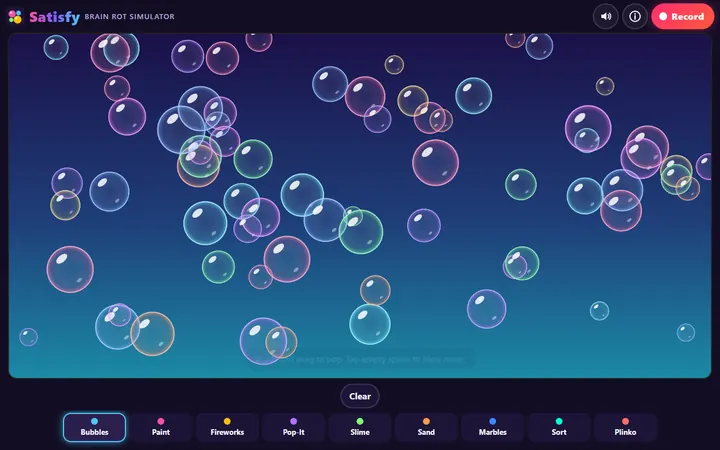 Satisfy BRAIN ROT SIMULATOR
Record
Clear
Bubbles
Paint
Fireworks
Pop-It
Slime
Sand
Marbles
Sort
Plinko